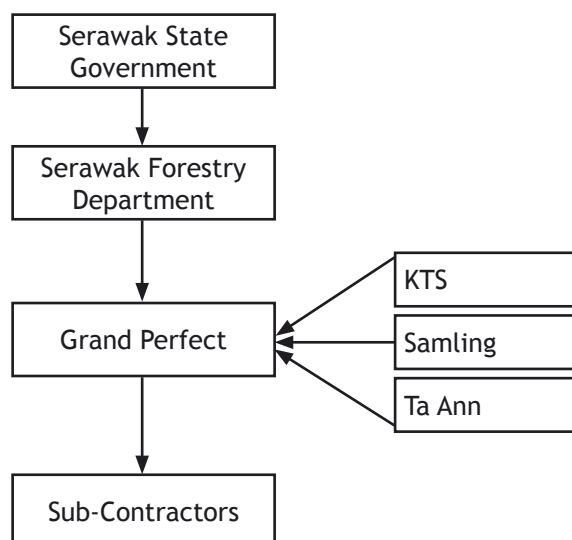 Serawak State
Government
Serawak Forestry
Department
Grand Perfect
KTS
Samling
Ta Ann
Sub-Contractors